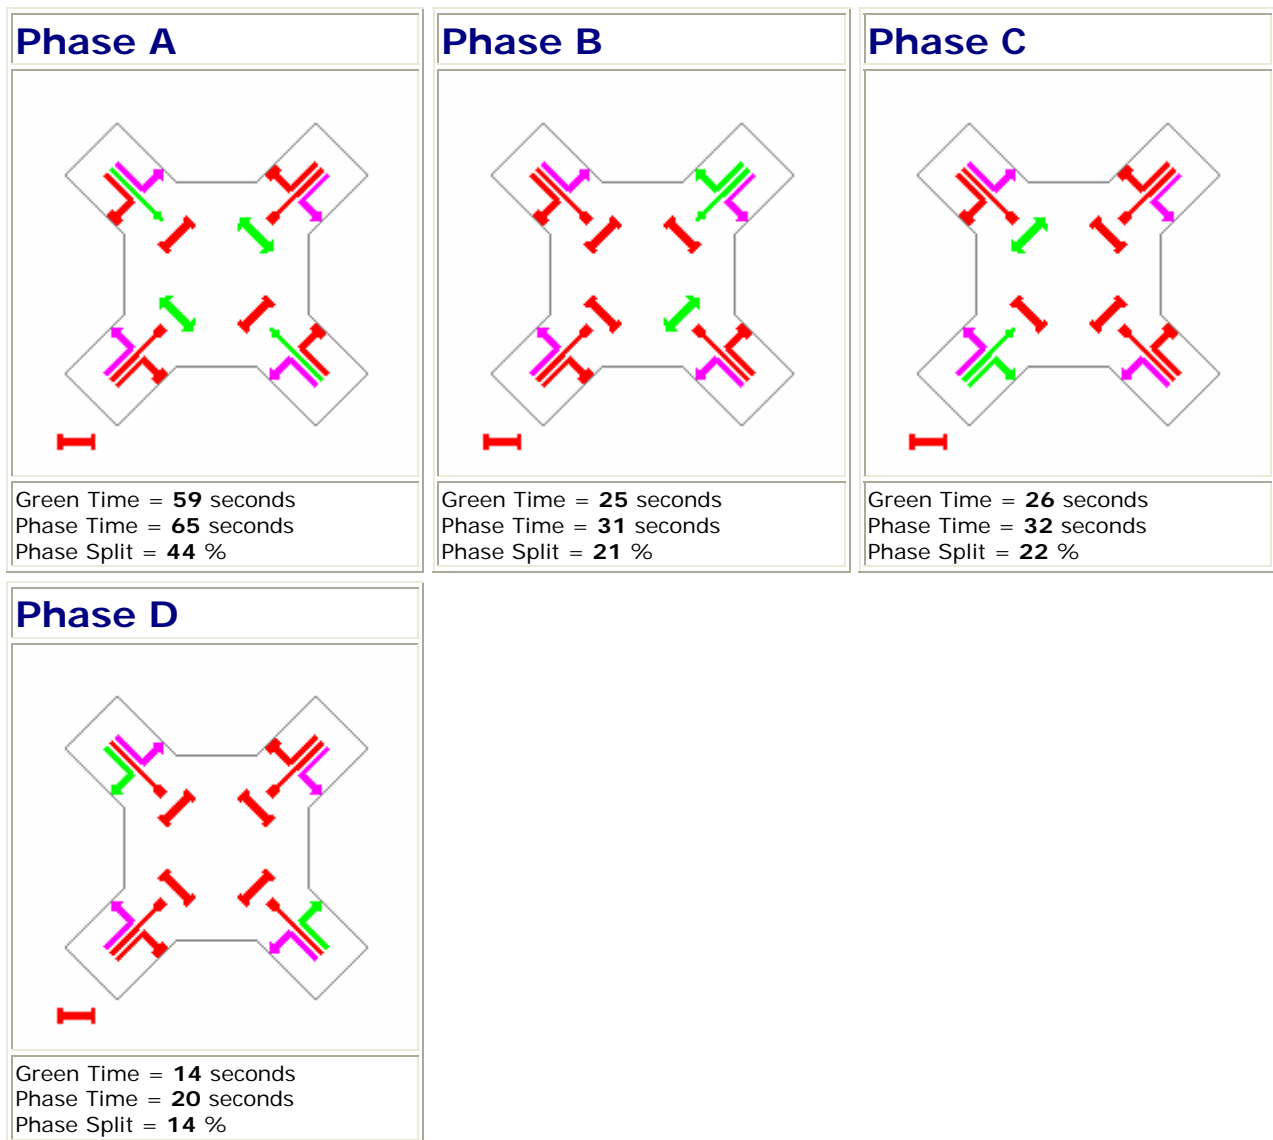 Phase A
Phase B
Phase C
Green Time = 59 seconds
Phase Time = 65 seconds
Phase Split = 44 %
Green Time = 25 seconds
Phase Time = 31 seconds
Phase Split = 21 %
Green Time = 26 seconds
Phase Time = 32 seconds
Phase Split = 22 %
Phase D
Green Time = 14 seconds
Phase Time = 20 seconds
Phase Split = 14 %